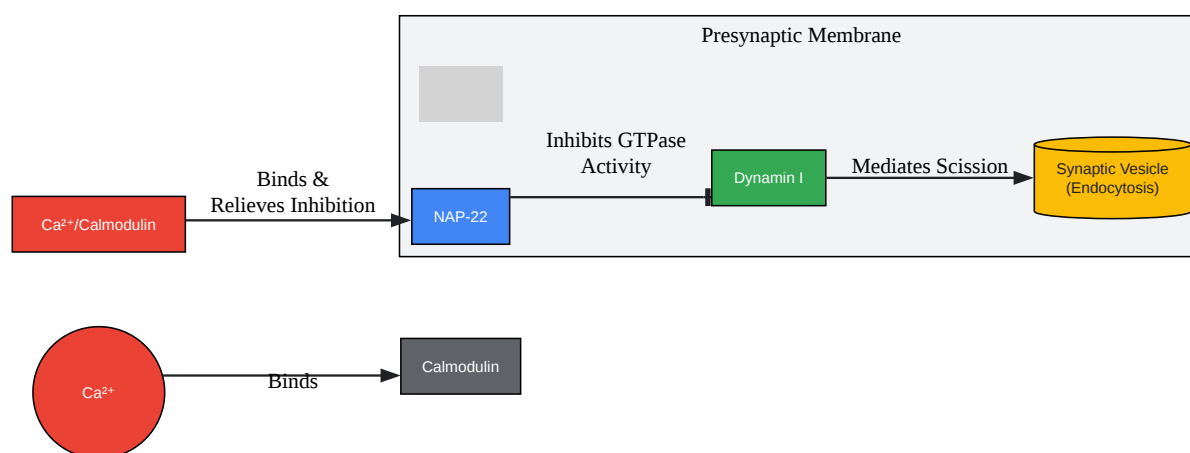 Presynaptic Membrane
Inhibits GTPase
Activity
Dynamin I
Mediates Scission
Synaptic Vesicle
(Endocytosis)
Binds &
Relieves Inhibition
Ca²⁺/Calmodulin
NAP-22
Ca²⁺
Binds
Calmodulin